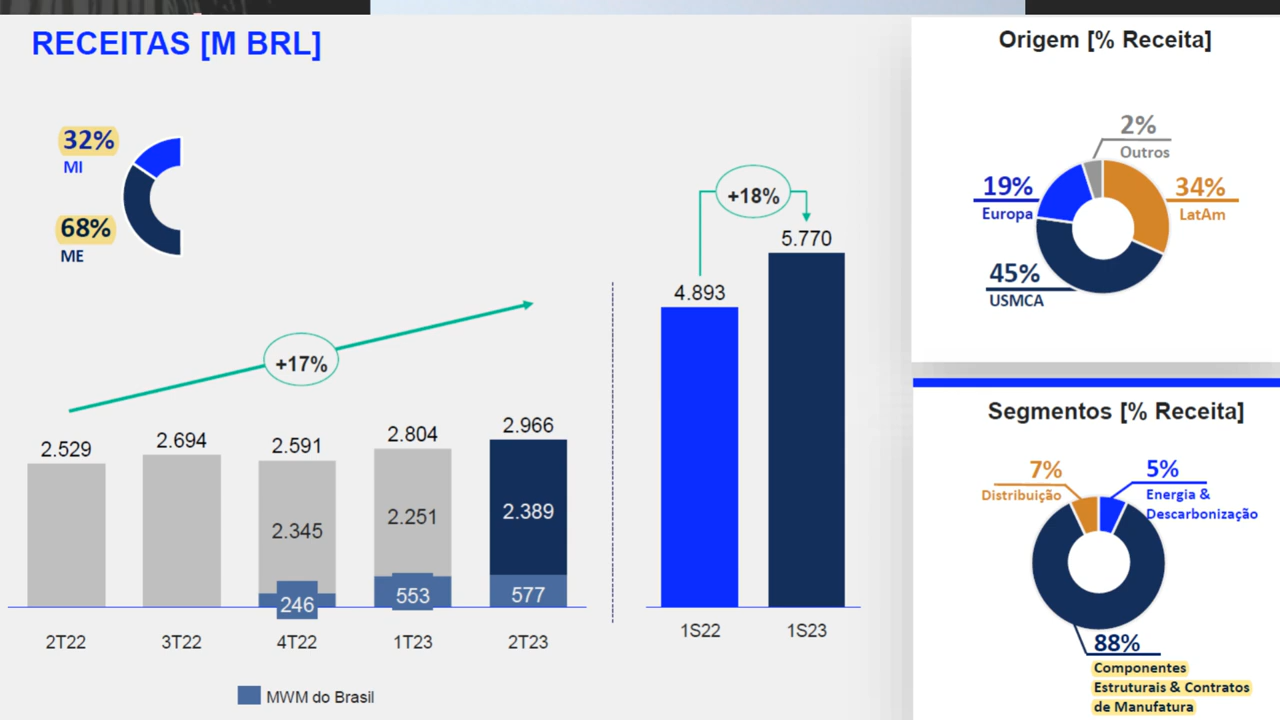 RECEITAS [M BRL]
32%
MI
68%
ME
+17%
2.529
2.694
2.591
2.804
2.966
2.345
2.251
2.389
246
553
577
2T22
3T22
4T22
1T23
2T23
MWM do Brasil
+18%
4.893
5.770
1S22
1S23
Origem [% Receita]
2%
Outros
19%
Europa
34%
LatAm
45%
USMCA
Segmentos [% Receita]
7%
Distribuição
5%
Energia &
Descarbonização
88%
Componentes
Estruturais & Contratos
de Manufatura